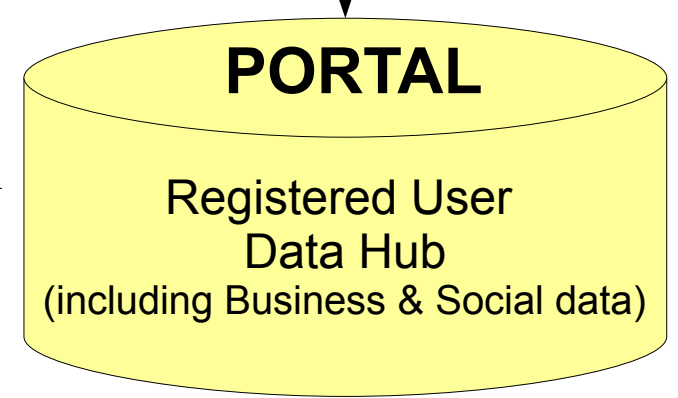 PORTAL
Registered User
Data Hub
(including Business & Social data)